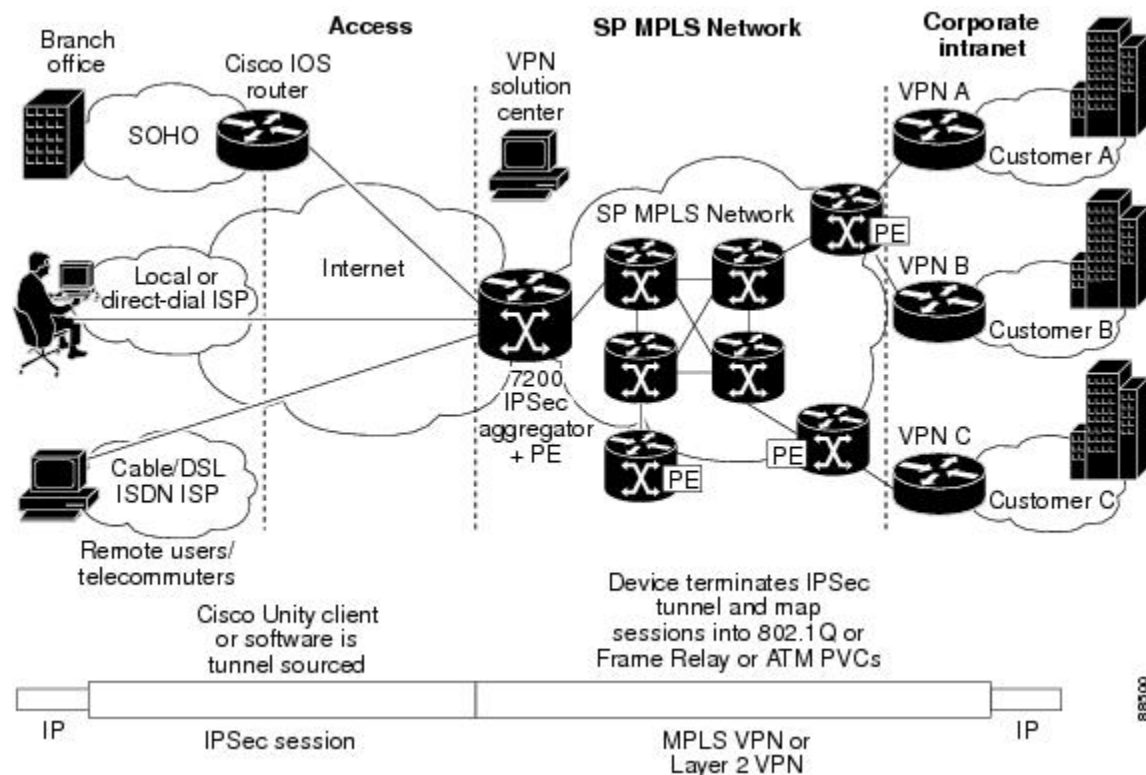 Branch
office
Access
SP MPLS Network
Corporate
intranet
Cisco IOS
router
VPN
solution
center
VPN A
SOHO
Customer A
SP MPLS Network
PE
Internet
Local or
direct-dial ISP
VPN B
Customer B
7200
IPSec
aggregator
+ PE
VPN C
PE
PE
Cable/DSL
ISDN ISP
Customer C
Remote users/
telecommuters
Cisco Unity client
or software is
tunnel sourced
Device terminates IPSec
tunnel and map
sessions into 802.1Q or
Frame Relay or ATM PVCs
IP
IPSec session
MPLS VPN or
Layer 2 VPN
IP
88500